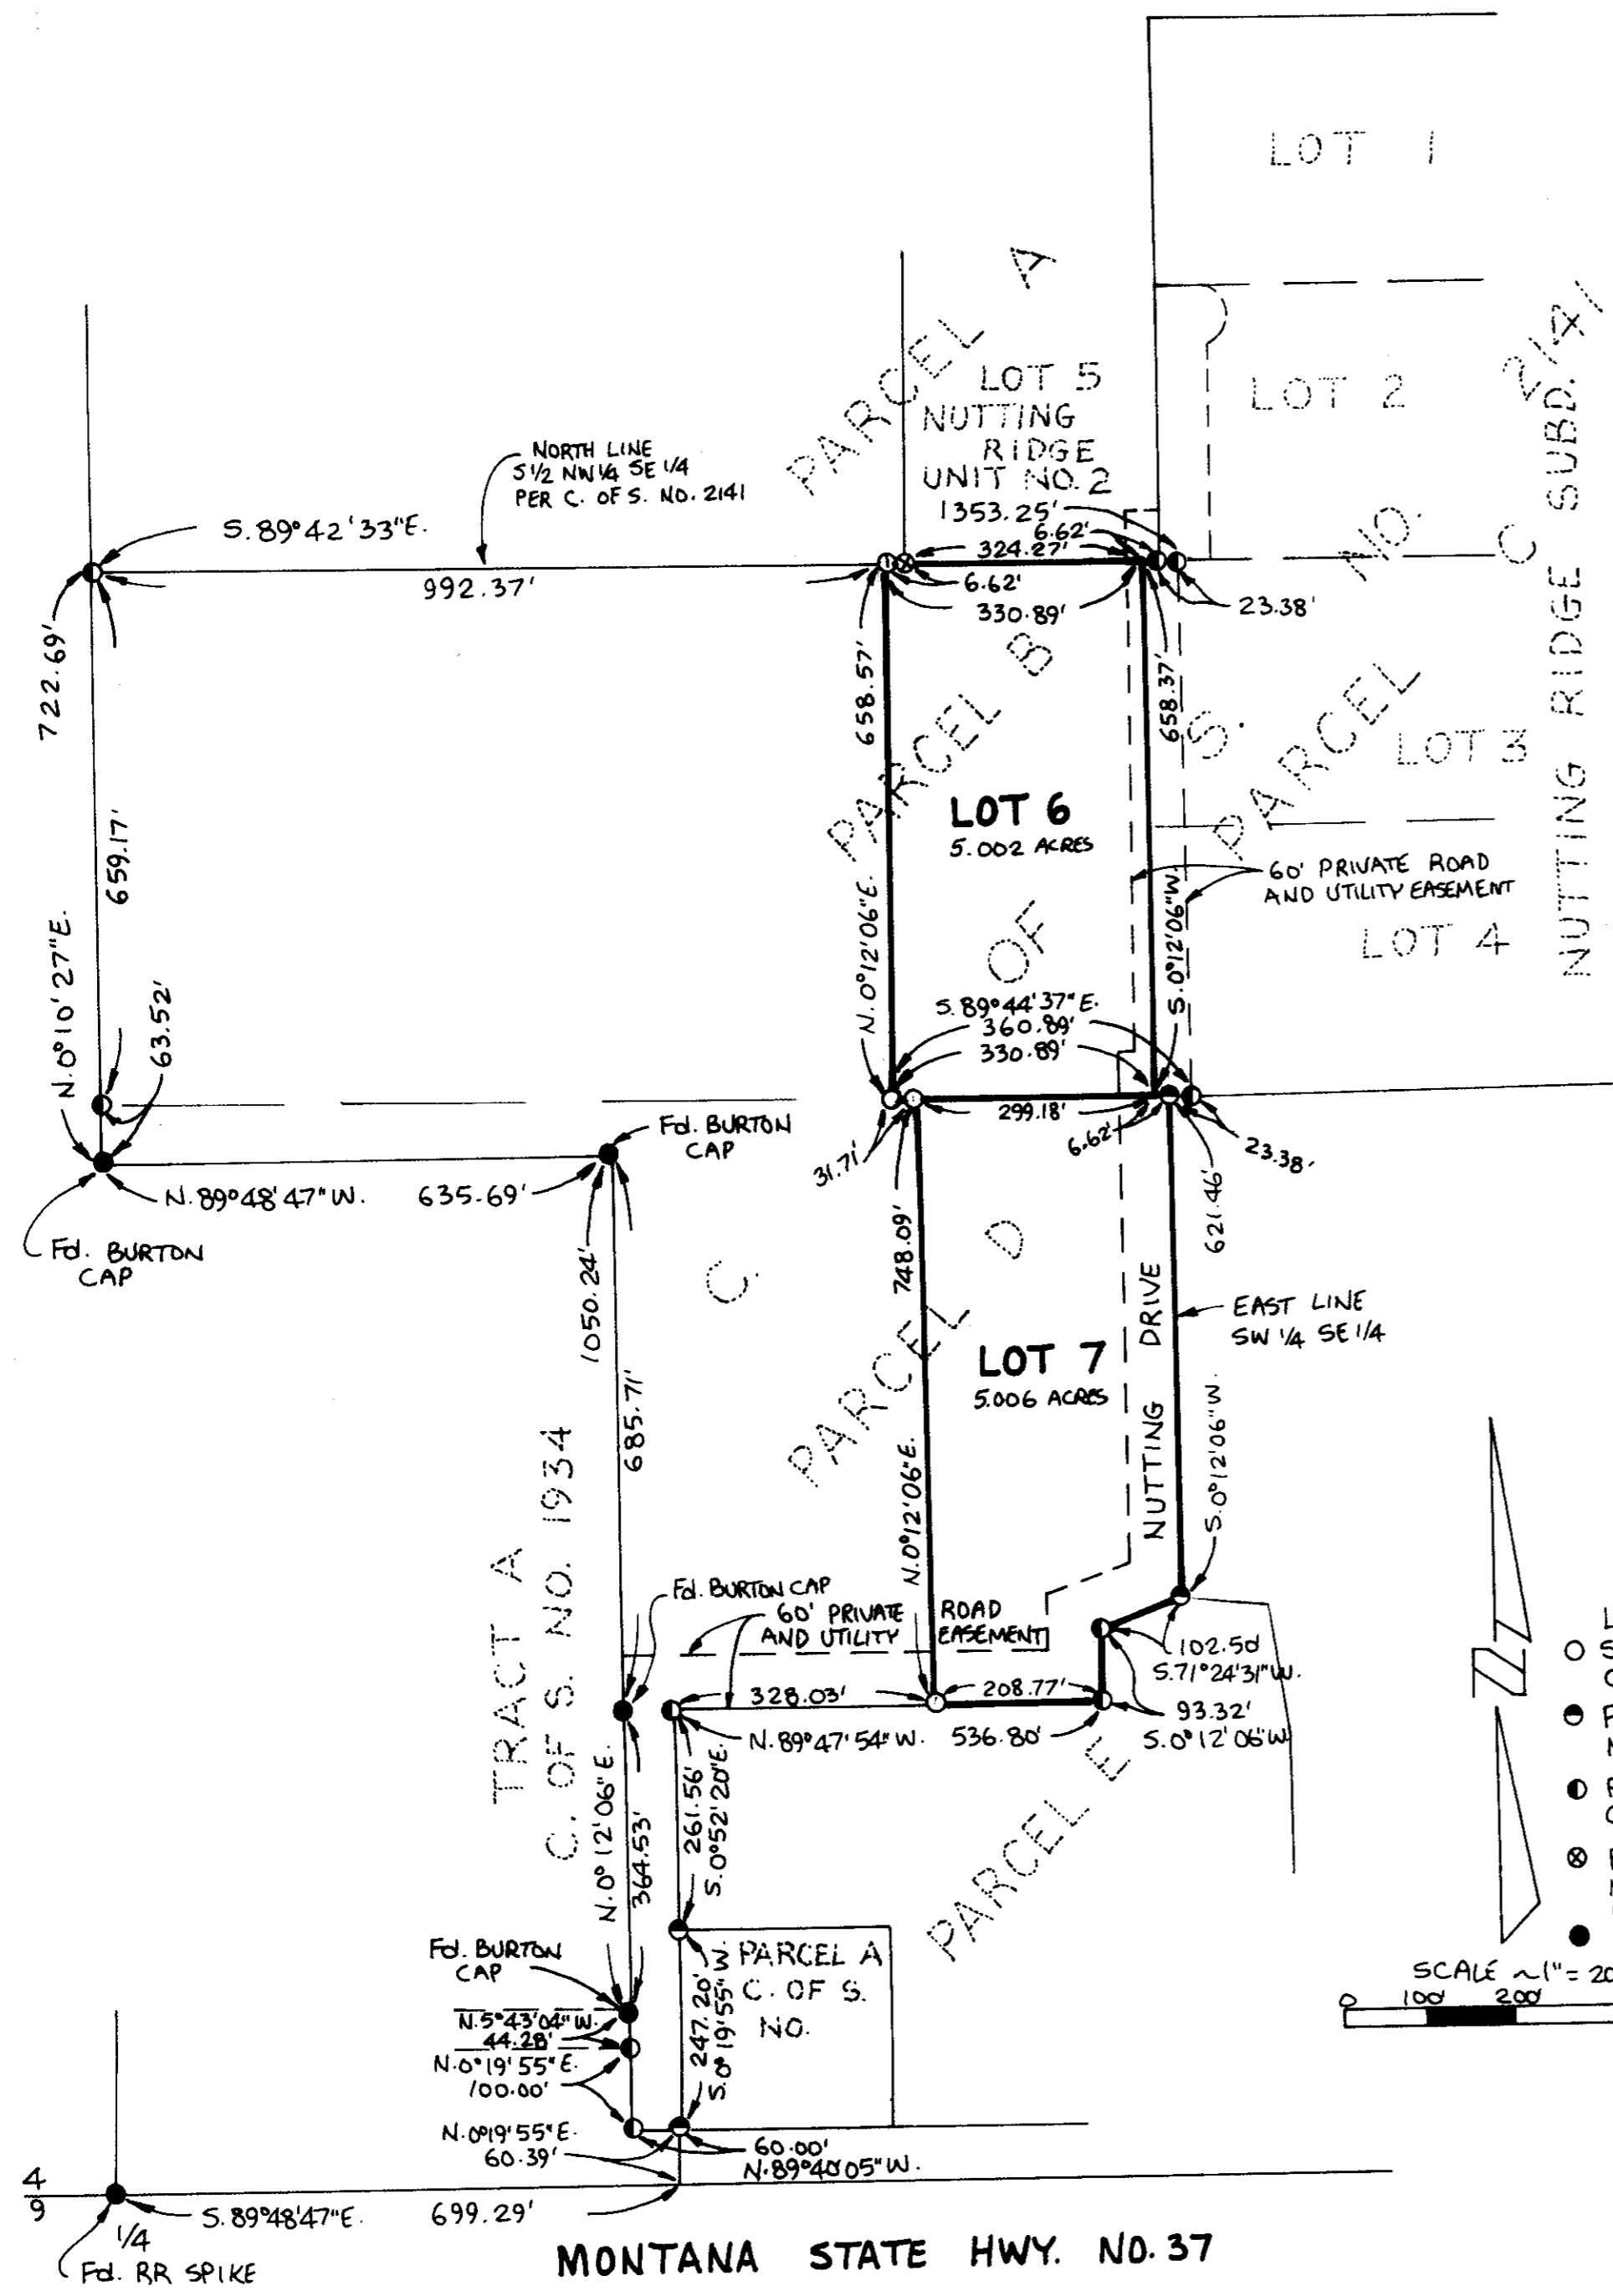 LOT 1
PARCEL A
LOT 5
NUTTING
RIDGE
UNIT NO. 2
LOT 2
NUTTING RIDGE SUBD.
C. OF S. NO. 2141
NORTH LINE
S 1/2 NW 1/4 SE 1/4
PER C. OF S. NO. 2141
S. 89° 42' 33" E.
992.37'
1353.25'
6.62'
324.27'
6.62'
330.89'
23.38'
722.69'
659.17'
N. 0° 10' 27" E.
63.52'
658.57'
N. 0° 12' 06" E.
PARCEL B
658.37'
S. 0° 12' 06" W.
PARCEL C
LOT 3
LOT 6
5.002 ACRES
60' PRIVATE ROAD
AND UTILITY EASEMENT
LOT 4
S. 89° 44' 37" E.
360.89'
330.89'
299.18'
6.62'
23.38'
31.71'
Fd. BURTON
CAP
N. 89° 48' 47" W.
635.69'
Fd. BURTON
CAP
1050.24'
685.71'
748.09'
N. 0° 12' 06" E.
621.46'
PARCEL D
EAST LINE
SW 1/4 SE 1/4
LOT 7
5.006 ACRES
NUTTING DRIVE
S. 0° 12' 06" W.
TRACT A
C. OF S. NO. 1934
Fd. BURTON CAP
60' PRIVATE ROAD
AND UTILITY EASEMENT
102.50
S. 71° 24' 31" W.
328.03'
208.77'
93.32'
S. 0° 12' 06" W.
N. 89° 47' 54" W.
536.80'
PARCEL E
N. 0° 12' 06" E.
364.53'
261.56'
S. 0° 52' 20" E.
Fd. BURTON
CAP
N. 5° 43' 04" W.
44.28'
N. 0° 19' 55" E.
100.00'
247.20'
S. 0° 19' 55" W.
PARCEL A
C. OF S.
NO.
N. 0° 19' 55" E.
60.39'
60.00'
N. 89° 40' 05" W.
SCALE ~ 1" = 20
0 100' 200'
4
9
1/4
S. 89° 48' 47" E.
699.29'
Fd. RR SPIKE
MONTANA STATE HWY. NO. 37